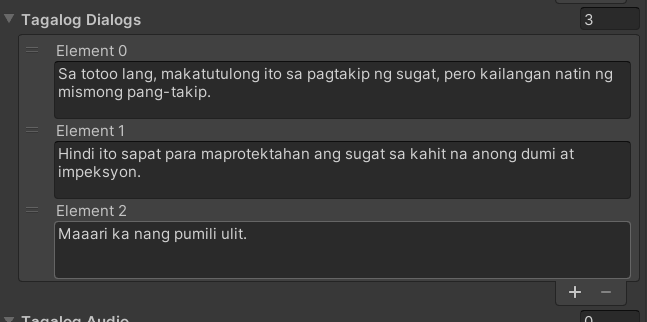 Tagalog Dialogs
3
Element 0
Sa totoo lang, makatutulong ito sa pagtakip ng sugat, pero kailangan natin ng
mismong pang-takip.
Element 1
Hindi ito sapat para maprotektahan ang sugat sa kahit na anong dumi at
impeksyon.
Element 2
Maaari ka nang pumili ulit.
Tagalog Audio
0